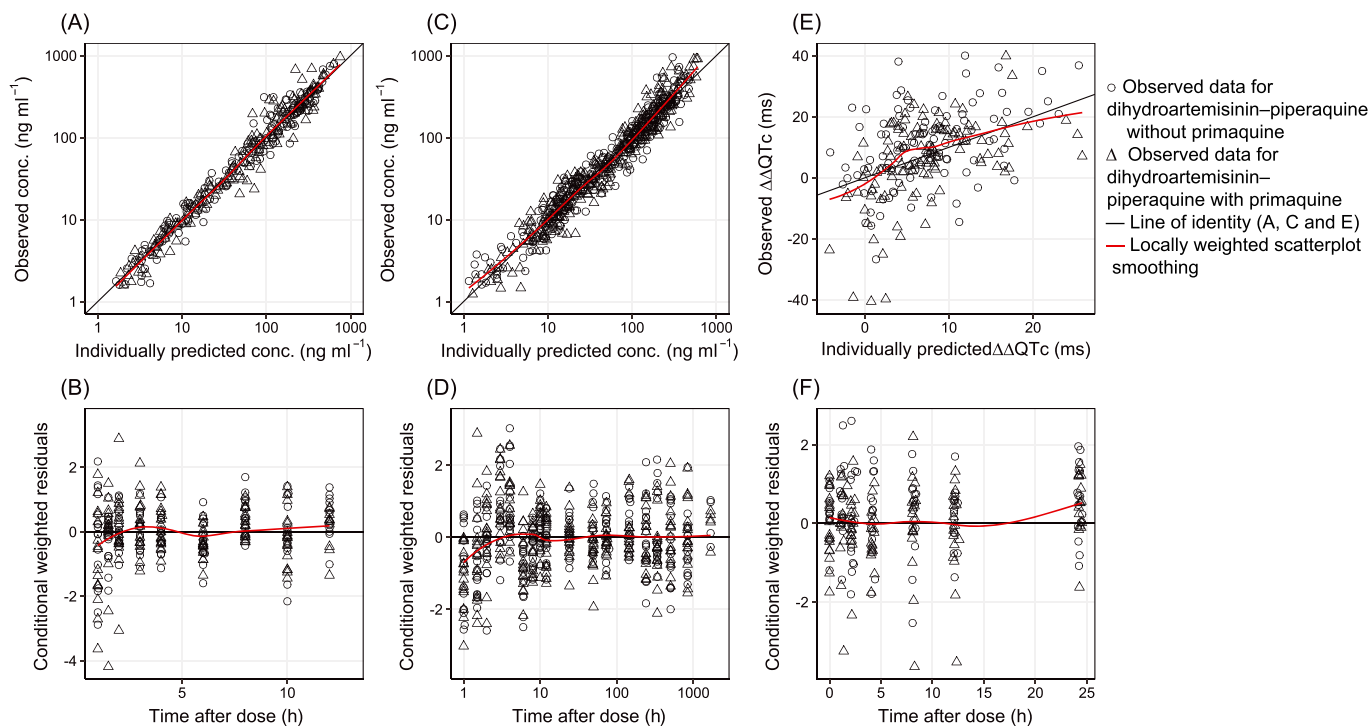 (A)
Observed conc. (ng ml⁻¹)
1000
100
10
1
1 10 100 1000
Individually predicted conc. (ng ml⁻¹)
(C)
Observed conc. (ng ml⁻¹)
1000
100
10
1
1 10 100 1000
Individually predicted conc. (ng ml⁻¹)
(E)
Observed ΔΔQTc (ms)
40
20
0
-20
-40
0 10 20
Individually predictedΔΔQTc (ms)
○ Observed data for
dihydroartemisinin–piperaquine
without primaquine
Δ Observed data for
dihydroartemisinin–
piperaquine with primaquine
Line of identity (A, C and E)
Locally weighted scatterplot
smoothing
(B)
Conditional weighted residuals
2
0
-2
-4
5 10
Time after dose (h)
(D)
Conditional weighted residuals
2
0
-2
1 10 100 1000
Time after dose (h)
(F)
Conditional weighted residuals
2
0
-2
0 5 10 15 20 25
Time after dose (h)